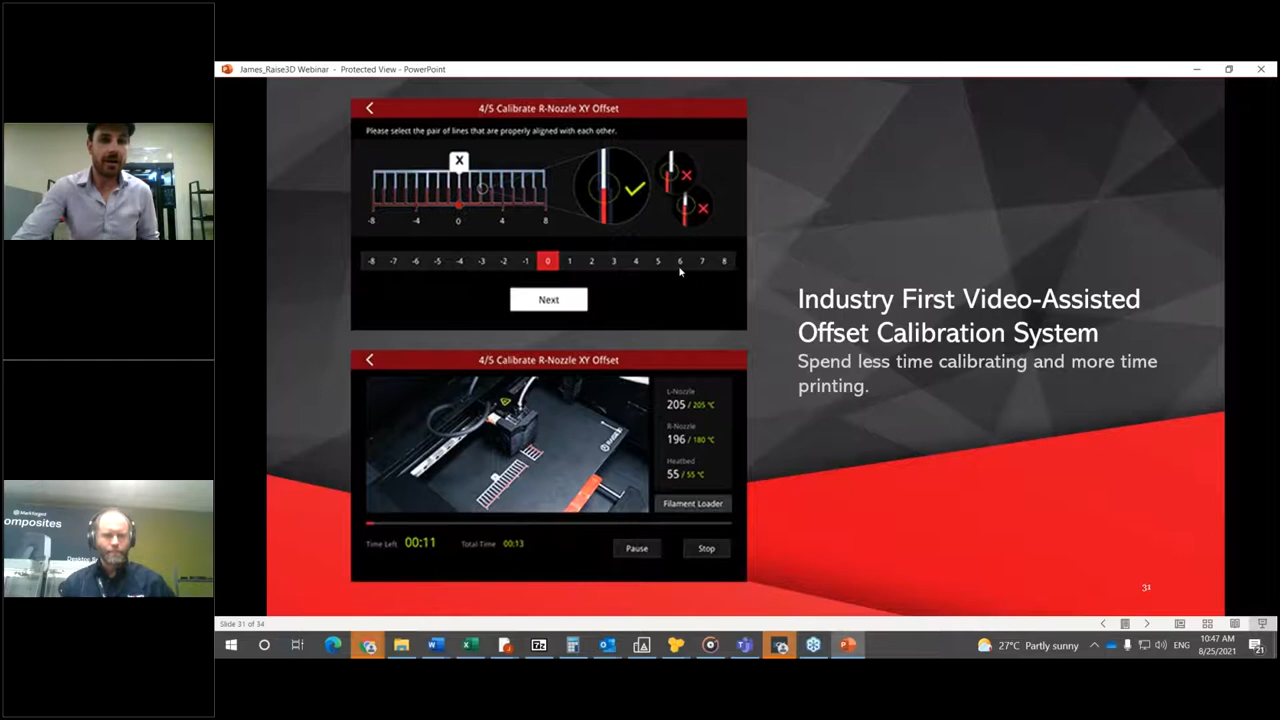 James_Raise3D Webinar - Protected View - PowerPoint
4/5 Calibrate R-Nozzle XY Offset
Please select the pair of lines that are properly aligned with each other.
X
-8 -4 0 4 8
-8 -7 -6 -5 -4 -3 -2 -1 0 1 2 3 4 5 6 7 8
Next
Industry First Video-Assisted
Offset Calibration System
Spend less time calibrating and more time
printing.
4/5 Calibrate R-Nozzle XY Offset
L-Nozzle
205 / 205 °C
R-Nozzle
196 / 180 °C
Heatbed
55 / 55 °C
Filament Loader
Time Left 00:11 Total Time 00:13
Pause Stop
31
Markforged
omposites
Slide 31 of 34
27°C Partly sunny
ENG
10:47 AM
8/25/2021
21